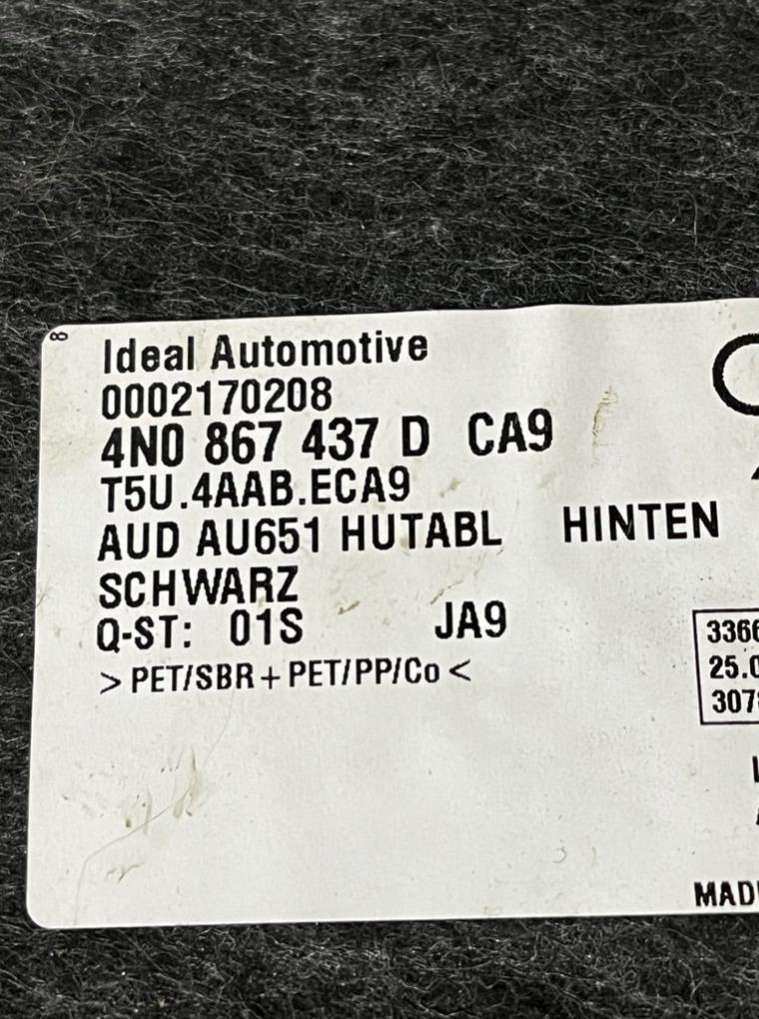 8
Ideal Automotive
0002170208
4N0 867 437 D CA9
T5U.4AAB.ECA9
AUD AU651 HUTABL HINTEN
SCHWARZ
Q-ST: 01S JA9
> PET/SBR + PET/PP/Co <